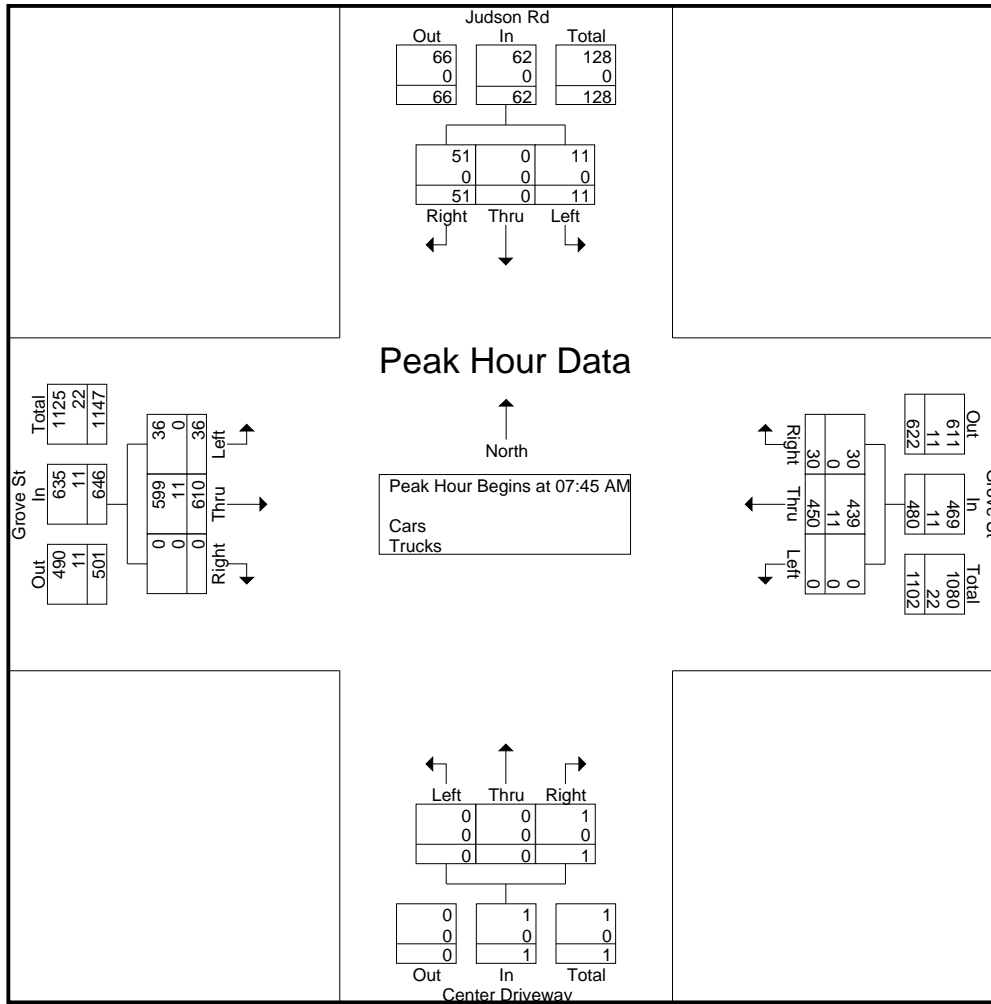 Judson Rd
Out In Total
66 62 128
0 0 0
66 62 128
51 0 11
0 0 0
51 0 11
Right Thru Left
Peak Hour Data
North
Peak Hour Begins at 07:45 AM
Cars
Trucks
Grove St
Out In Total
490 635 1125
11 11 22
501 646 1147
Right Thru Left
0 599 36
0 11 0
0 610 36
Grove St
Out In Total
611 469 1080
11 11 22
622 480 1102
Right Thru Left
30 439 0
0 11 0
30 450 0
Left Thru Right
0 0 1
0 0 0
0 0 1
0 1 1
0 0 0
0 1 1
Out In Total
Center Driveway